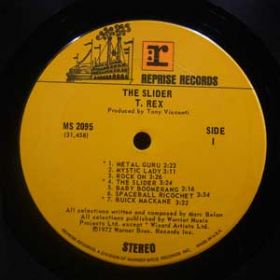 REPRISE RECORDS
THE SLIDER
T. REX
Produced by Tony Visconti
MS 2095
(31,458)
SIDE
1
* 1. METAL GURU 2:22
2. MYSTIC LADY 3:11
3. ROCK ON 3:26
* 4. THE SLIDER 3:24
5. BABY BOOMERANG 2:16
6. SPACEBALL RICOCHET 3:34
* 7. BUICK MACKANE 3:32
All selections written and composed by Marc Bolan
All selections published by Warner Music
Projects Ltd. except * Wizard Artists Ltd.
©1972 Warner Bros. Records Inc.
STEREO
MADE IN U.S.A.